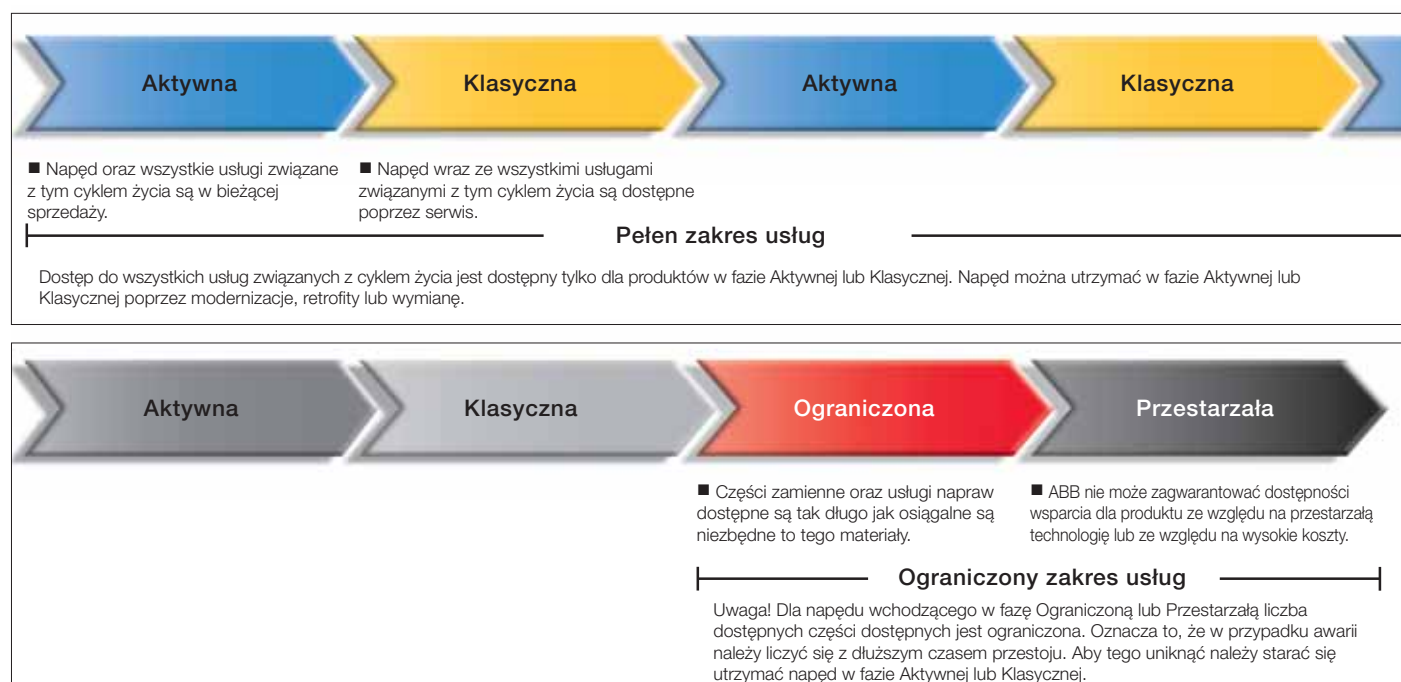 Aktywna
Klasyczna
Aktywna
Klasyczna
■ Napęd oraz wszystkie usługi związane
z tym cyklem życia są w bieżącej
sprzedaży.
■ Napęd wraz ze wszystkimi usługami
związanymi z tym cyklem życia są dostępne
poprzez serwis.
Pełen zakres usług
Dostęp do wszystkich usług związanych z cyklem życia jest dostępny tylko dla produktów w fazie Aktywnej lub Klasycznej. Napęd można utrzymać w fazie Aktywnej lub
Klasycznej poprzez modernizacje, retrofity lub wymianę.
Aktywna
Klasyczna
Ograniczona
Przestarzała
■ Części zamienne oraz usługi napraw
dostępne są tak długo jak osiągalne są
niezbędne to tego materiały.
■ ABB nie może zagwarantować dostępności
wsparcia dla produktu ze względu na przestarzałą
technologię lub ze względu na wysokie koszty.
Ograniczony zakres usług
Uwaga! Dla napędu wchodzącego w fazę Ograniczoną lub Przestarzałą liczba
dostępnych części dostępnych jest ograniczona. Oznacza to, że w przypadku awarii
należy liczyć się z dłuższym czasem przestoju. Aby tego uniknąć należy starać się
utrzymać napęd w fazie Aktywnej lub Klasycznej.